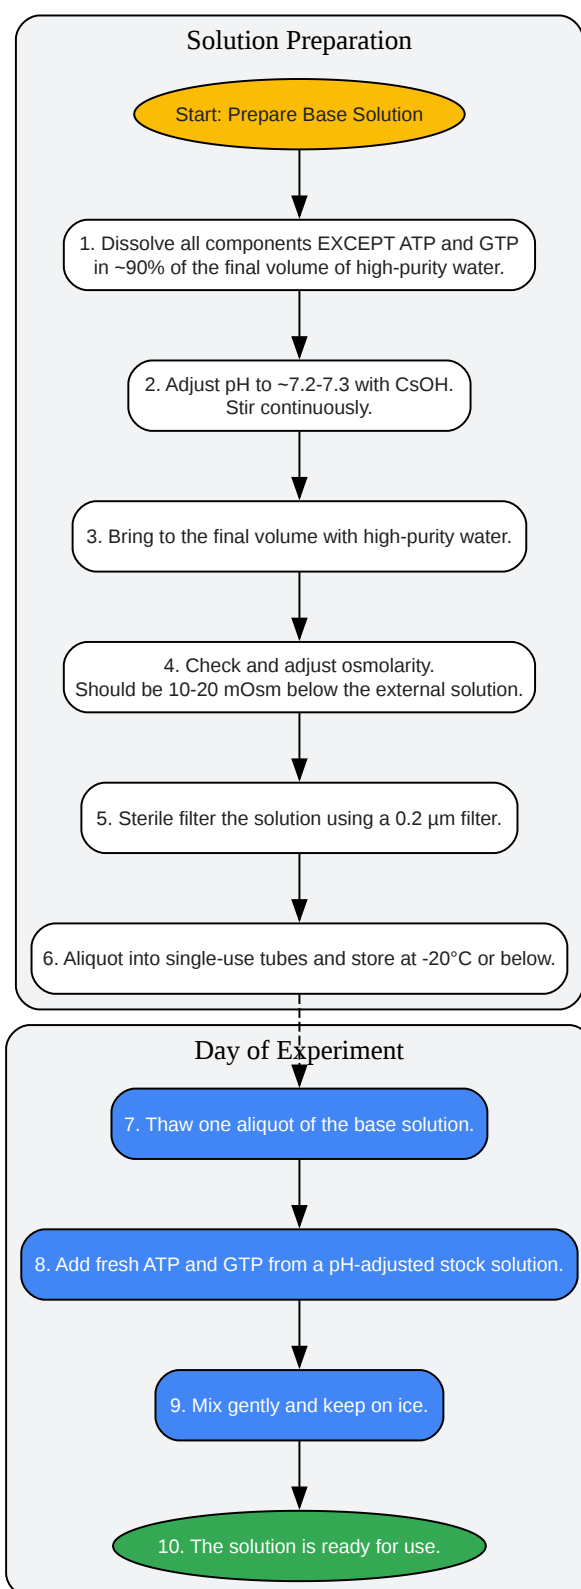 Solution Preparation
Start: Prepare Base Solution
1. Dissolve all components EXCEPT ATP and GTP
in ~90% of the final volume of high-purity water.
2. Adjust pH to ~7.2-7.3 with CsOH.
Stir continuously.
3. Bring to the final volume with high-purity water.
4. Check and adjust osmolarity.
Should be 10-20 mOsm below the external solution.
5. Sterile filter the solution using a 0.2 µm filter.
6. Aliquot into single-use tubes and store at -20°C or below.
Day of Experiment
7. Thaw one aliquot of the base solution.
8. Add fresh ATP and GTP from a pH-adjusted stock solution.
9. Mix gently and keep on ice.
10. The solution is ready for use.